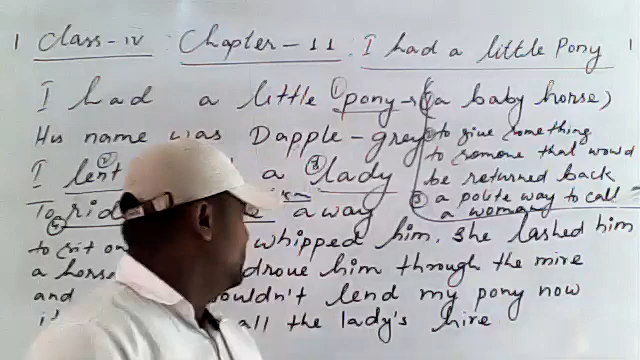 Class-IV Chapter-11 I had a little Pony
I had a little pony → (a baby horse)
His name was Dapple-grey to give something
I lent a lady to someone that would be returned back
To rid a mile away a polite way to call a woman
to sit on whipped him. She lashed him
a horse drove him through the mire
and wouldn't lend my pony now
all the lady's hire